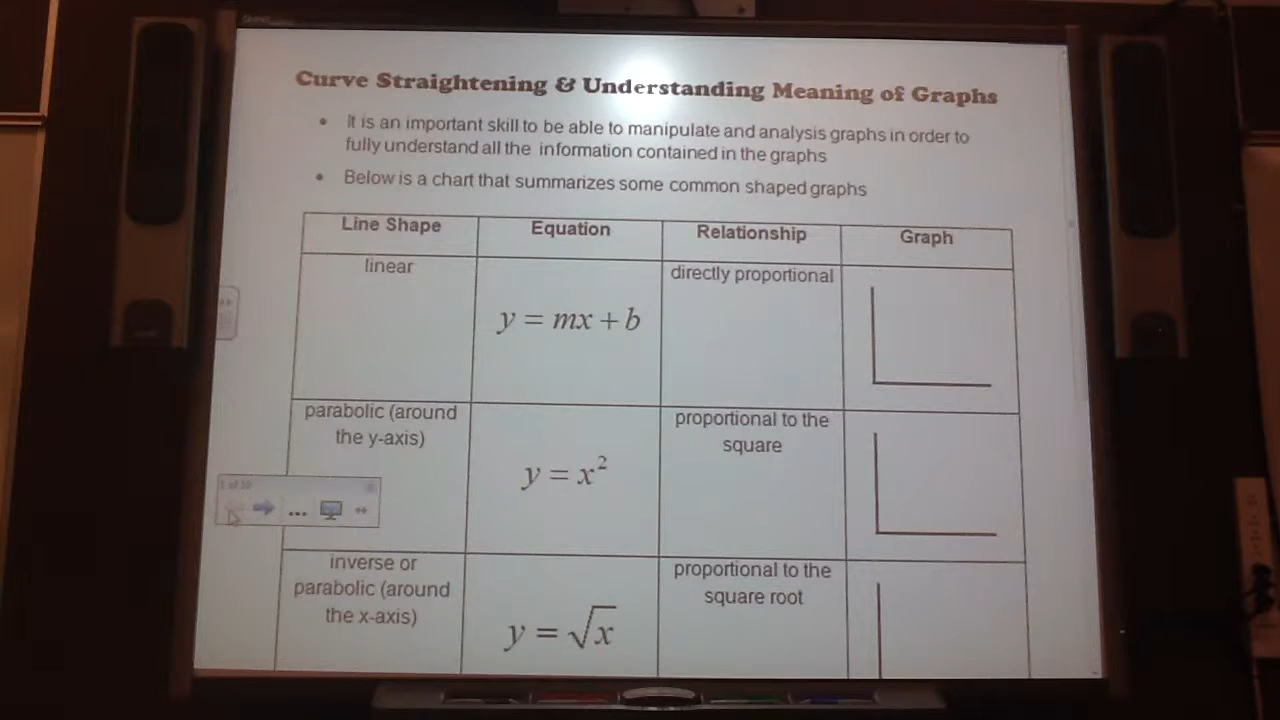 Curve Straightening & Understanding Meaning of Graphs
• It is an important skill to be able to manipulate and analysis graphs in order to
fully understand all the information contained in the graphs
• Below is a chart that summarizes some common shaped graphs
Line Shape Equation Relationship Graph
linear directly proportional
y = mx + b
parabolic (around proportional to the
the y-axis) square
y = x²
1 of 10
...
inverse or proportional to the
parabolic (around square root
the x-axis)
y = √x